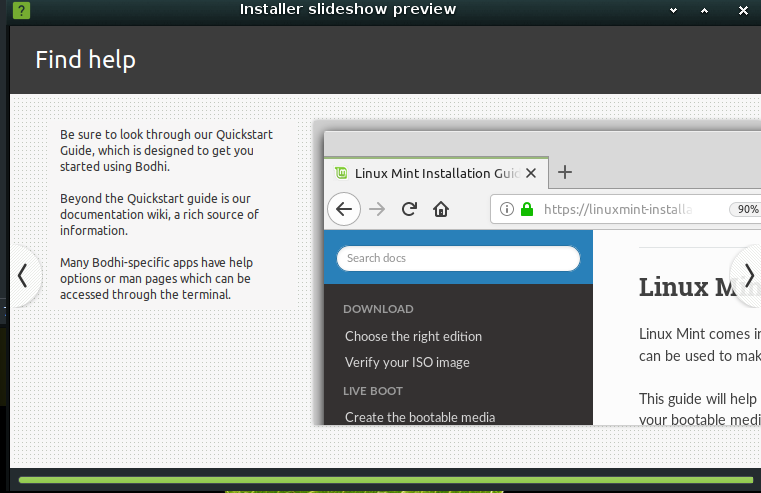 Installer slideshow preview
Find help
Be sure to look through our Quickstart
Guide, which is designed to get you
started using Bodhi.
Beyond the Quickstart guide is our
documentation wiki, a rich source of
information.
Many Bodhi-specific apps have help
options or man pages which can be
accessed through the terminal.
Linux Mint Installation Guid
https://linuxmint-installa
90%
Search docs
DOWNLOAD
Choose the right edition
Verify your ISO image
LIVE BOOT
Create the bootable media
Linux Min
Linux Mint comes in
can be used to mak
This guide will help
your bootable medi